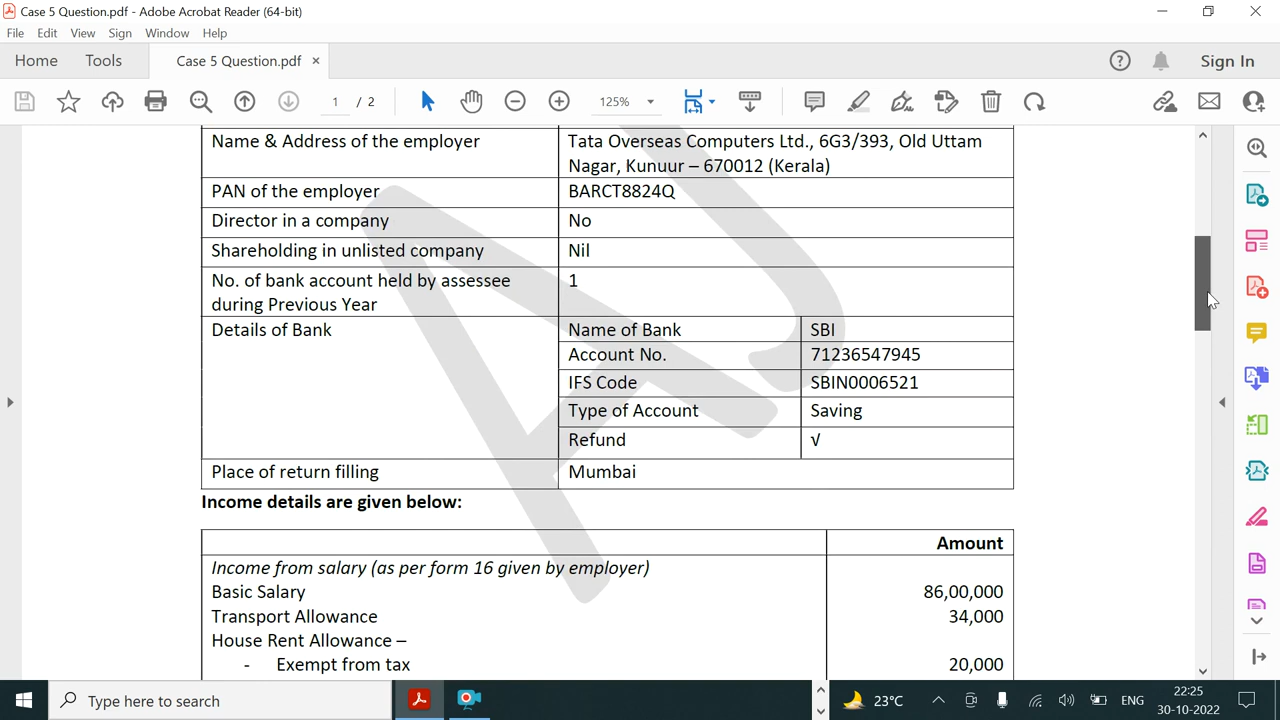 Case 5 Question.pdf - Adobe Acrobat Reader (64-bit)
File Edit View Sign Window Help
Home Tools Case 5 Question.pdf × Sign In
1 / 2 125%
Name & Address of the employer Tata Overseas Computers Ltd., 6G3/393, Old Uttam
Nagar, Kunuur – 670012 (Kerala)
PAN of the employer BARCT8824Q
Director in a company No
Shareholding in unlisted company Nil
No. of bank account held by assessee 1
during Previous Year
Details of Bank Name of Bank SBI
Account No. 71236547945
IFS Code SBIN0006521
Type of Account Saving
Refund √
Place of return filling Mumbai
Income details are given below:
Amount
Income from salary (as per form 16 given by employer)
Basic Salary 86,00,000
Transport Allowance 34,000
House Rent Allowance –
- Exempt from tax 20,000
Type here to search 23°C ENG 22:25
30-10-2022